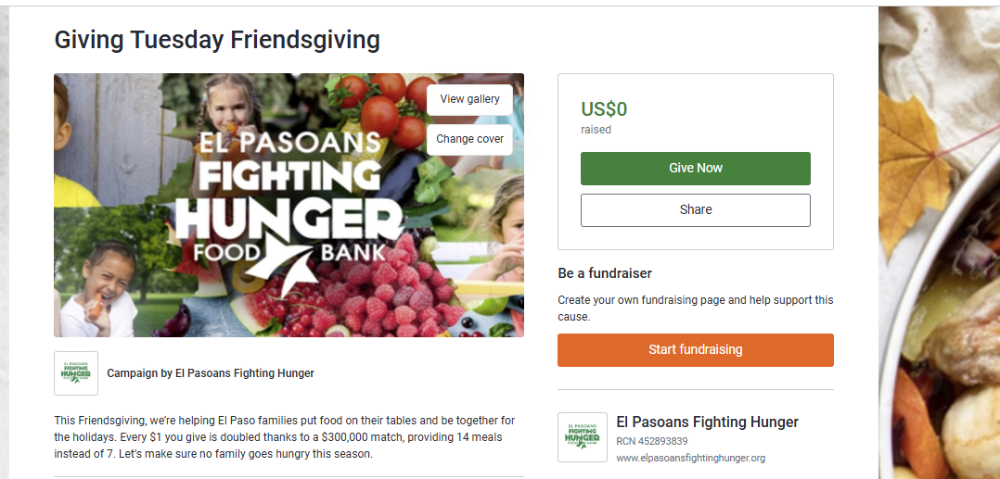 Giving Tuesday Friendsgiving
View gallery
Change cover
EL PASOANS
FIGHTING
HUNGER
FOOD BANK
US$0
raised
Give Now
Share
Be a fundraiser
Create your own fundraising page and help support this
cause.
Start fundraising
EL PASOANS
FIGHTING
HUNGER
FOOD BANK
Campaign by El Pasoans Fighting Hunger
This Friendsgiving, we're helping El Paso families put food on their tables and be together for
the holidays. Every $1 you give is doubled thanks to a $300,000 match, providing 14 meals
instead of 7. Let's make sure no family goes hungry this season.
EL PASOANS
FIGHTING
HUNGER
FOOD BANK
El Pasoans Fighting Hunger
RCN 452893839
www.elpasoansfightinghunger.org